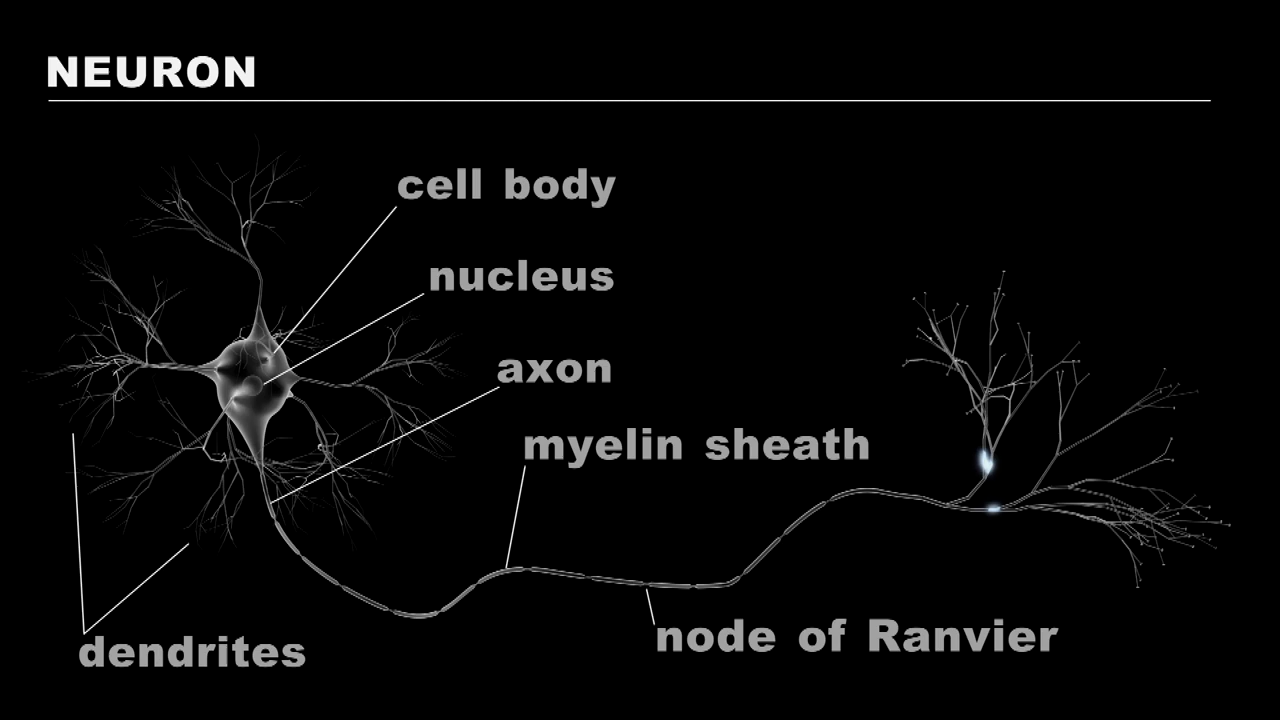 NEURON
cell body
nucleus
axon
myelin sheath
node of Ranvier
dendrites